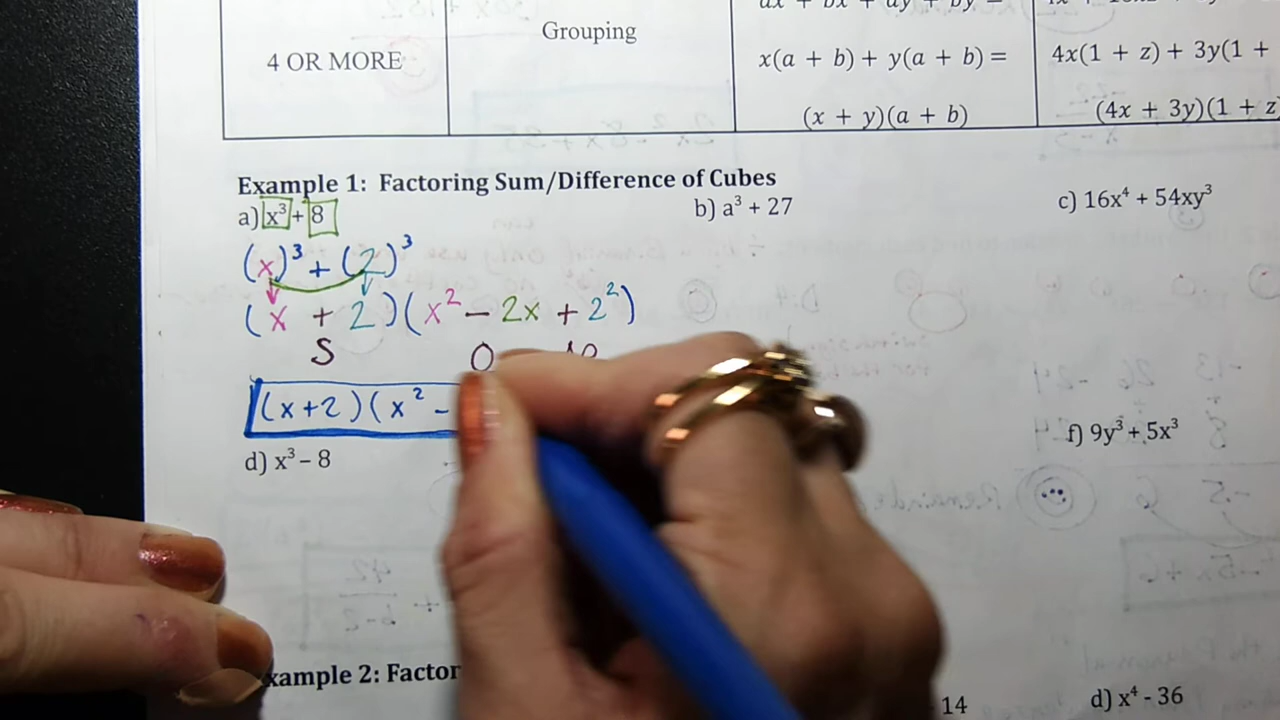 Grouping
4 OR MORE
x(a + b) + y(a + b) =
(x + y)(a + b)
4x(1 + z) + 3y(1 +
(4x + 3y)(1 + z
Example 1: Factoring Sum/Difference of Cubes
a) x³ + 8
b) a³ + 27
c) 16x⁴ + 54xy³
(x)³ + (2)³
(x + 2)(x² − 2x + 2²)
S O
(x+2)(x² −
d) x³ – 8
f) 9y³ + 5x³
xample 2: Factor
14
d) x⁴ - 36